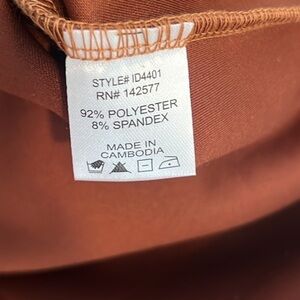 STYLE# ID4401
RN# 142577
92% POLYESTER
8% SPANDEX
MADE IN
CAMBODIA